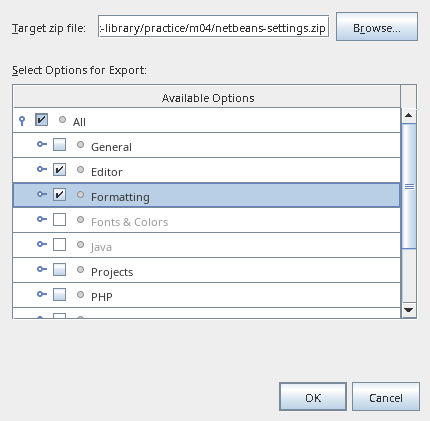 Target zip file: :-library/practice/m04/netbeans-settings.zip Browse...
Select Options for Export:
Available Options
All
General
Editor
Formatting
Fonts & Colors
Java
Projects
PHP
OK Cancel